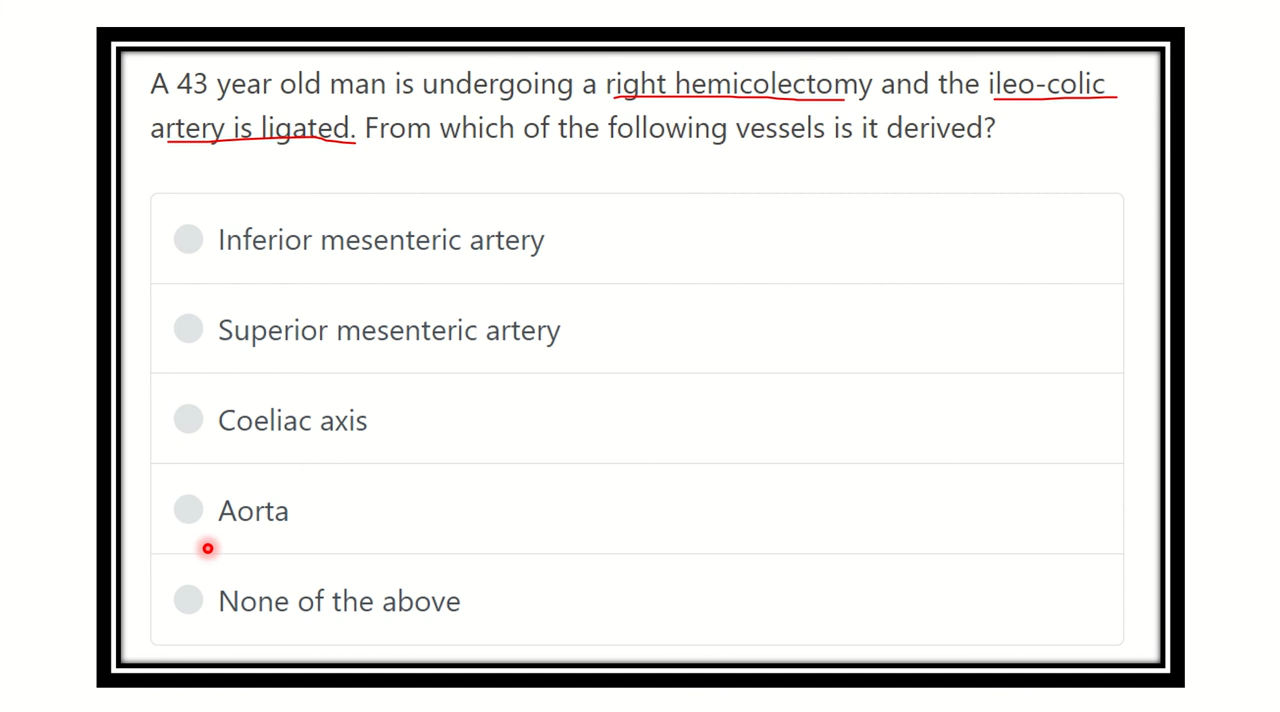 A 43 year old man is undergoing a right hemicolectomy and the ileo-colic
artery is ligated. From which of the following vessels is it derived?
Inferior mesenteric artery
Superior mesenteric artery
Coeliac axis
Aorta
None of the above